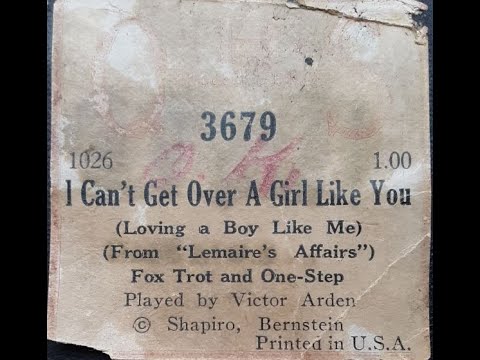 3679
1026 O.K. 1.00
I Can't Get Over A Girl Like You
(Loving a Boy Like Me)
(From "Lemaire's Affairs")
Fox Trot and One-Step
Played by Victor Arden
© Shapiro, Bernstein
Printed in U.S.A.